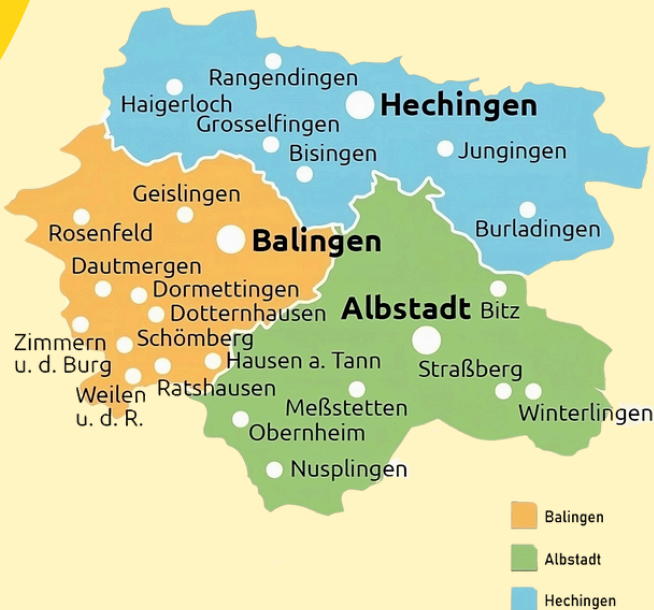 Rangendingen
Haigerloch
Hechingen
Grosselfingen
Bisingen
Jungingen
Geislingen
Rosenfeld
Balingen
Burladingen
Dautmergen
Dormettingen
Dotternhausen
Albstadt
Bitz
Zimmern
u. d. Burg
Schömberg
Hausen a. Tann
Straßberg
Weilen
u. d. R.
Ratshausen
Meßstetten
Winterlingen
Obernheim
Nusplingen
Balingen
Albstadt
Hechingen